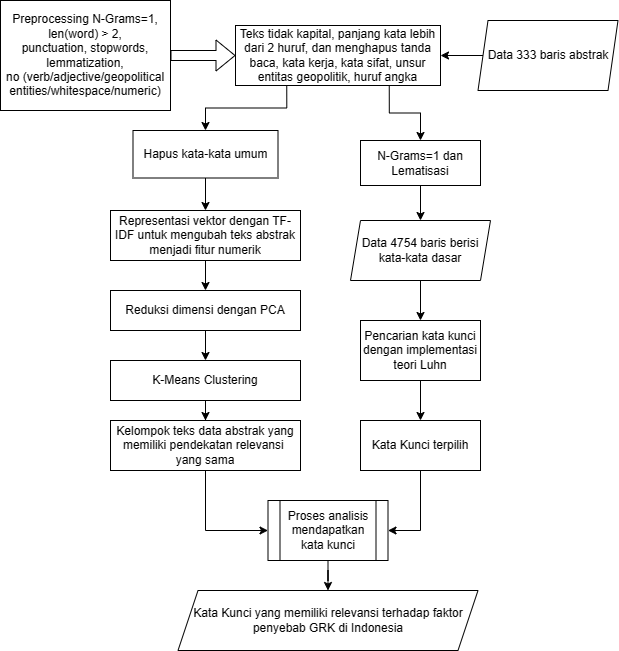 Preprocessing N-Grams=1,
len(word) > 2,
punctuation, stopwords,
lemmatization,
no (verb/adjective/geopolitical
entities/whitespace/numeric)
Teks tidak kapital, panjang kata lebih
dari 2 huruf, dan menghapus tanda
baca, kata kerja, kata sifat, unsur
entitas geopolitik, huruf angka
Data 333 baris abstrak
Hapus kata-kata umum
N-Grams=1 dan
Lematisasi
Representasi vektor dengan TF-
IDF untuk mengubah teks abstrak
menjadi fitur numerik
Data 4754 baris berisi
kata-kata dasar
Reduksi dimensi dengan PCA
Pencarian kata kunci
dengan implementasi
teori Luhn
K-Means Clustering
Kelompok teks data abstrak yang
memiliki pendekatan relevansi
yang sama
Kata Kunci terpilih
Proses analisis
mendapatkan
kata kunci
Kata Kunci yang memiliki relevansi terhadap faktor
penyebab GRK di Indonesia